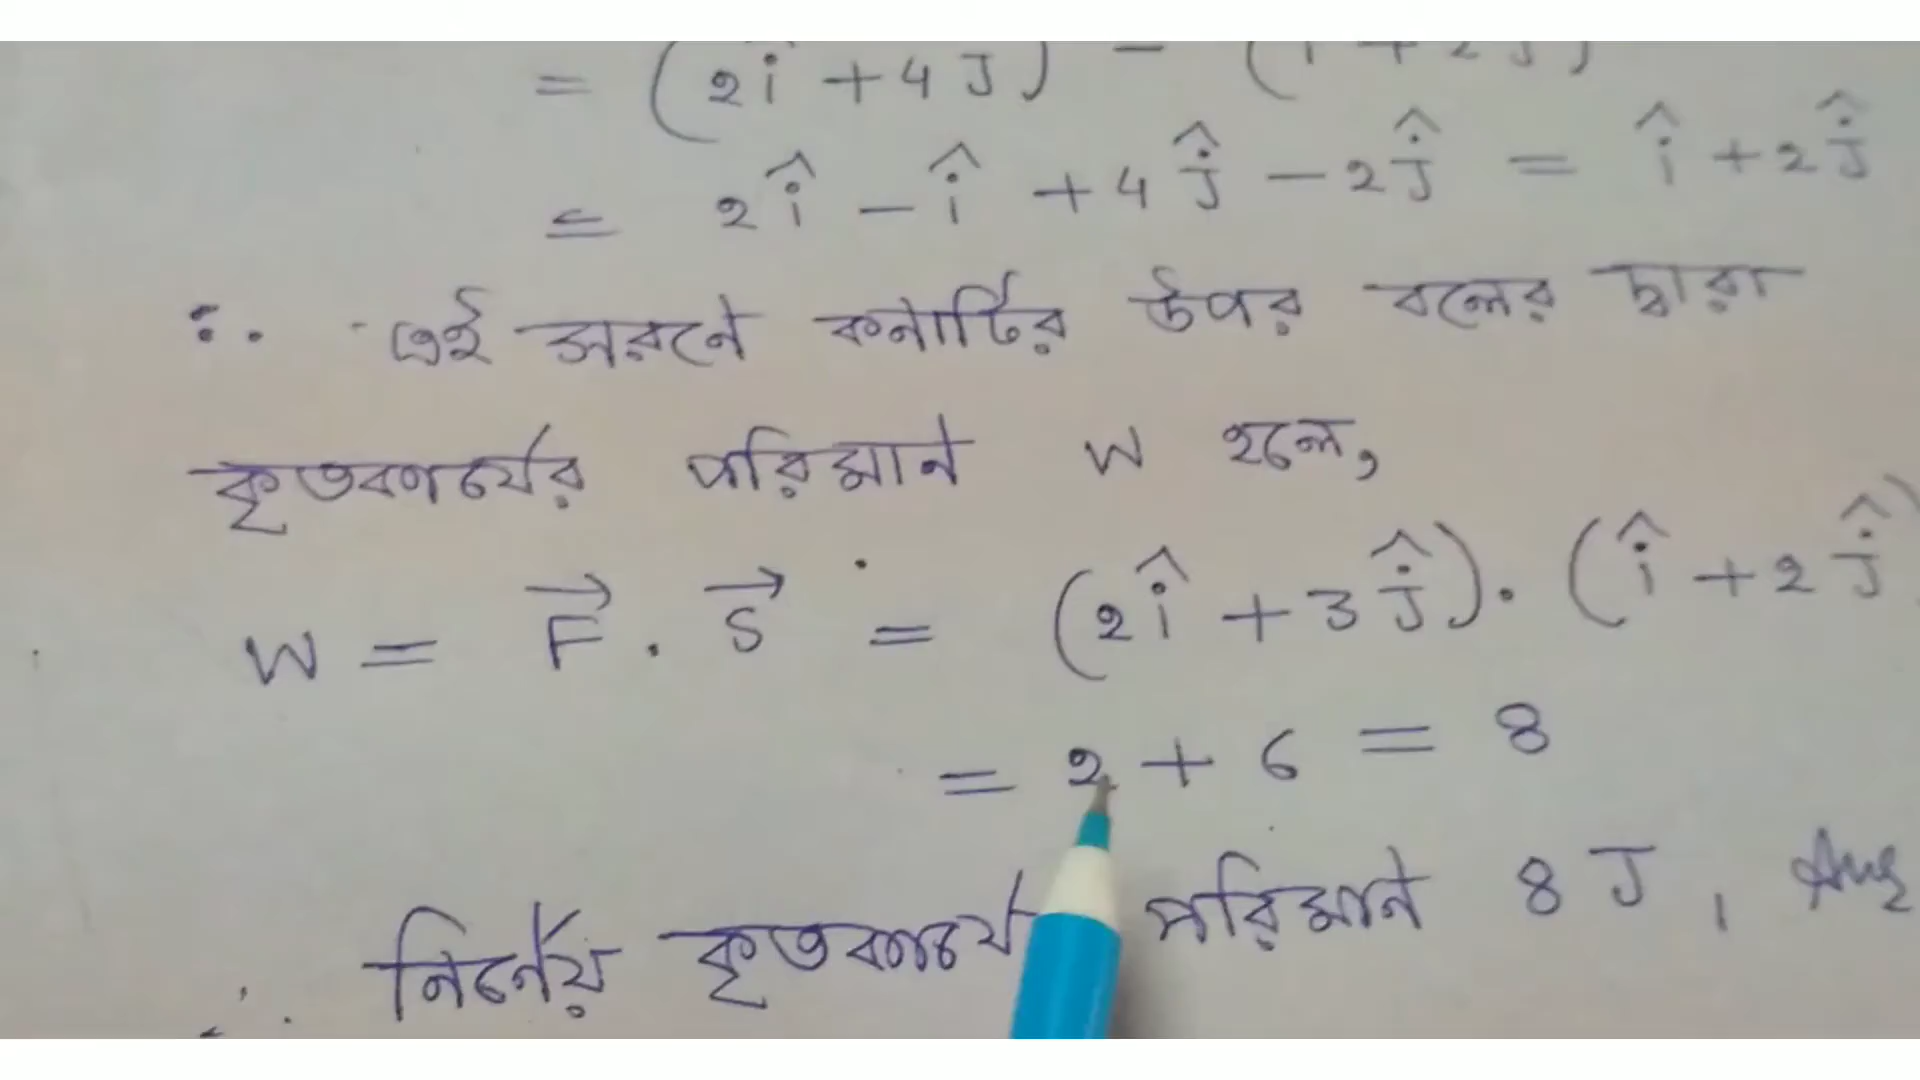 = (2i + 4J) - (i + 2J)
= 2î - î + 4ĵ - 2ĵ = î + 2ĵ
∴ এই সরনে কনাটির উপর বলের দ্বারা
কৃতকার্যের পরিমান W হলে,
W = F⃗ . S⃗ = (2î + 3ĵ) . (î + 2ĵ)
= 2 + 6 = 8
∴ নির্নেয় কৃতকার্যে পরিমান 8 J, Ans